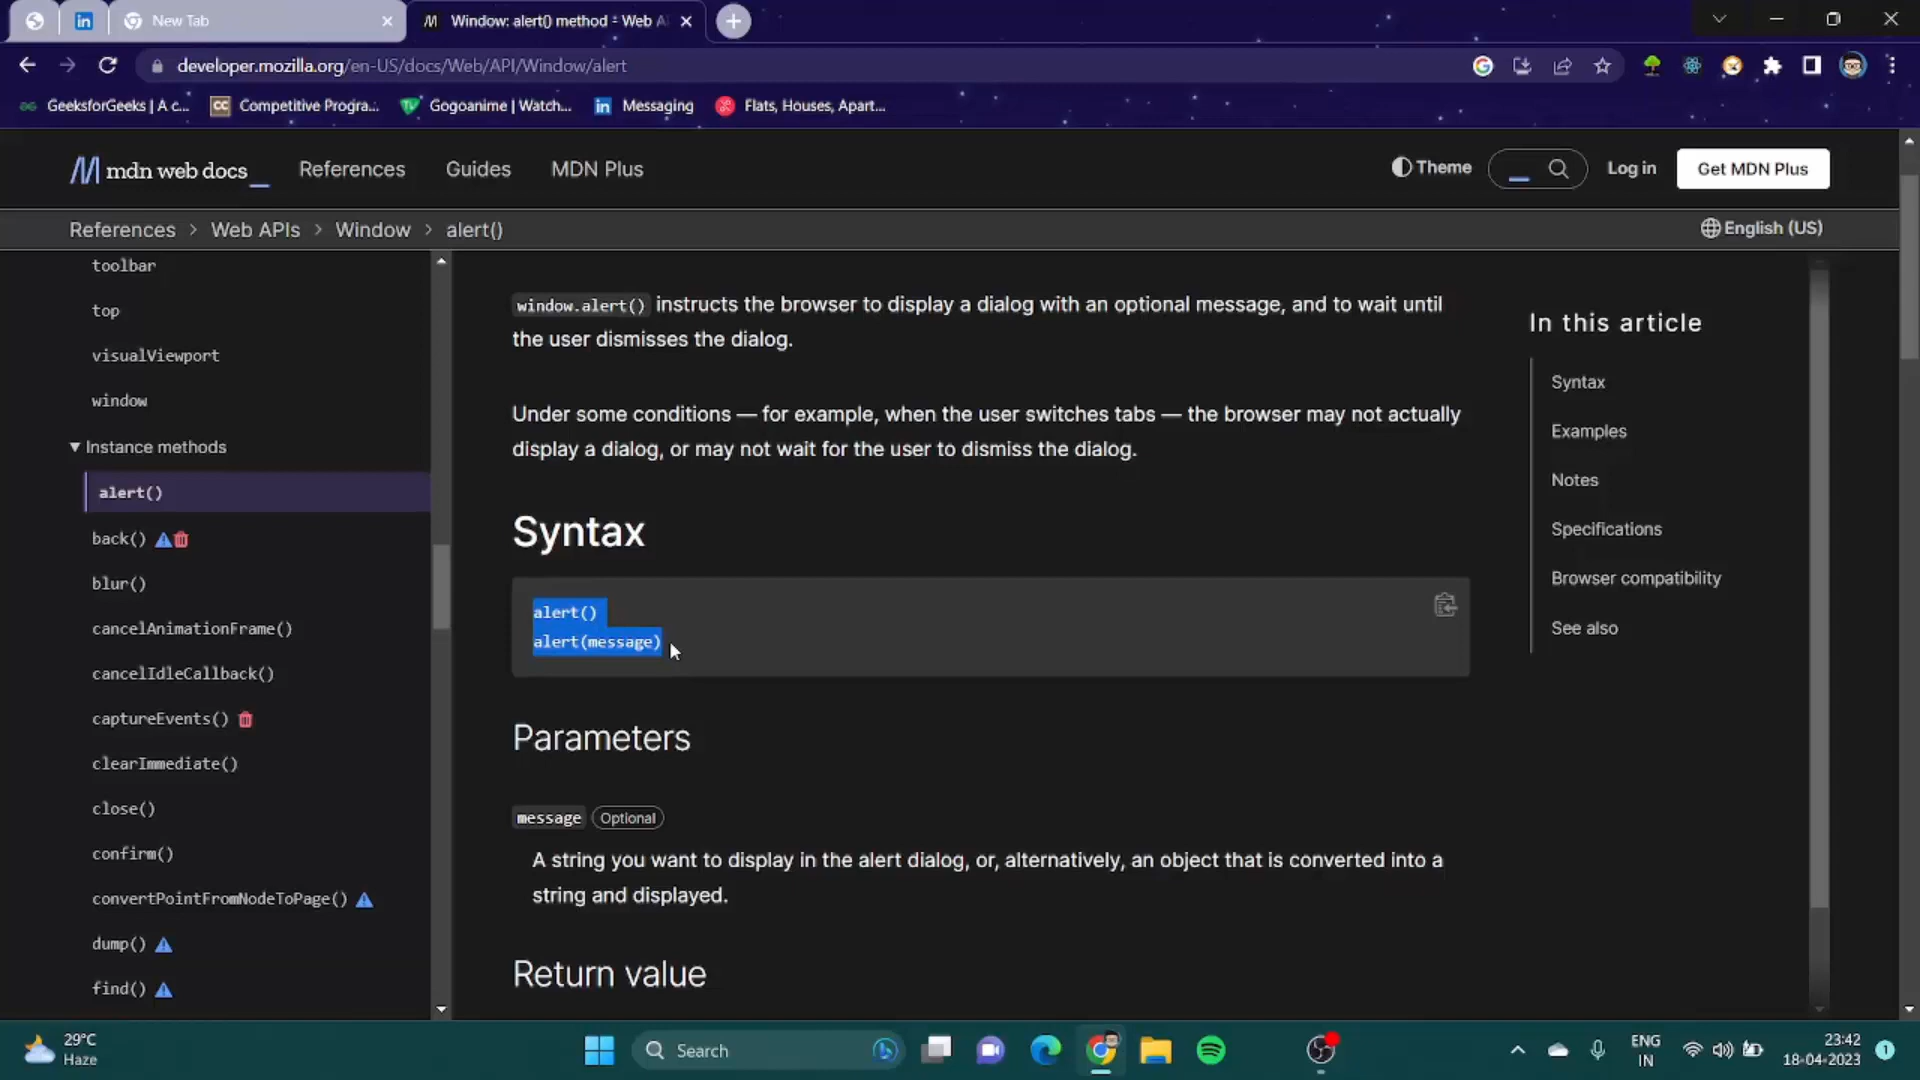 New Tab
Window: alert() method - Web A
developer.mozilla.org/en-US/docs/Web/API/Window/alert
GeeksforGeeks | A c...
Competitive Progra...
Gogoanime | Watch...
Messaging
Flats, Houses, Apart...
mdn web docs_
References
Guides
MDN Plus
Theme
Log in
Get MDN Plus
References > Web APIs > Window > alert()
English (US)
toolbar
top
visualViewport
window
Instance methods
alert()
back()
blur()
cancelAnimationFrame()
cancelIdleCallback()
captureEvents()
clearImmediate()
close()
confirm()
convertPointFromNodeToPage()
dump()
find()
window.alert() instructs the browser to display a dialog with an optional message, and to wait until
the user dismisses the dialog.
Under some conditions — for example, when the user switches tabs — the browser may not actually
display a dialog, or may not wait for the user to dismiss the dialog.
Syntax
alert()
alert(message)
Parameters
message Optional
A string you want to display in the alert dialog, or, alternatively, an object that is converted into a
string and displayed.
Return value
In this article
Syntax
Examples
Notes
Specifications
Browser compatibility
See also
29°C
Haze
Search
ENG
IN
23:42
18-04-2023
1